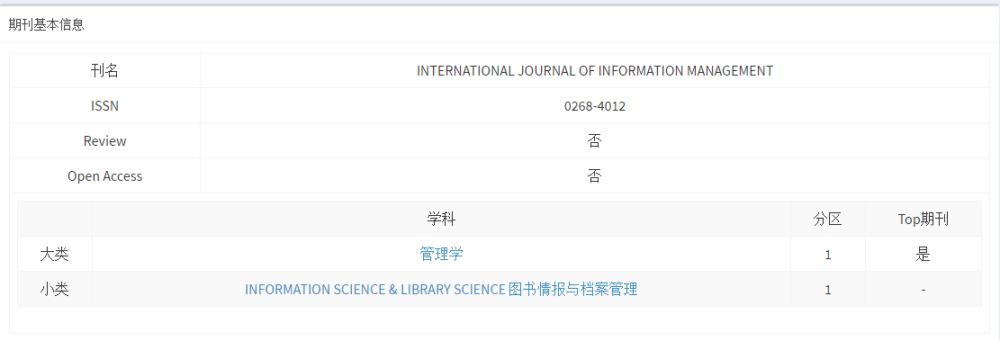 期刊基本信息
刊名 INTERNATIONAL JOURNAL OF INFORMATION MANAGEMENT
ISSN 0268-4012
Review 否
Open Access 否
学科 分区 Top期刊
大类 管理学 1 是
小类 INFORMATION SCIENCE & LIBRARY SCIENCE 图书情报与档案管理 1 -